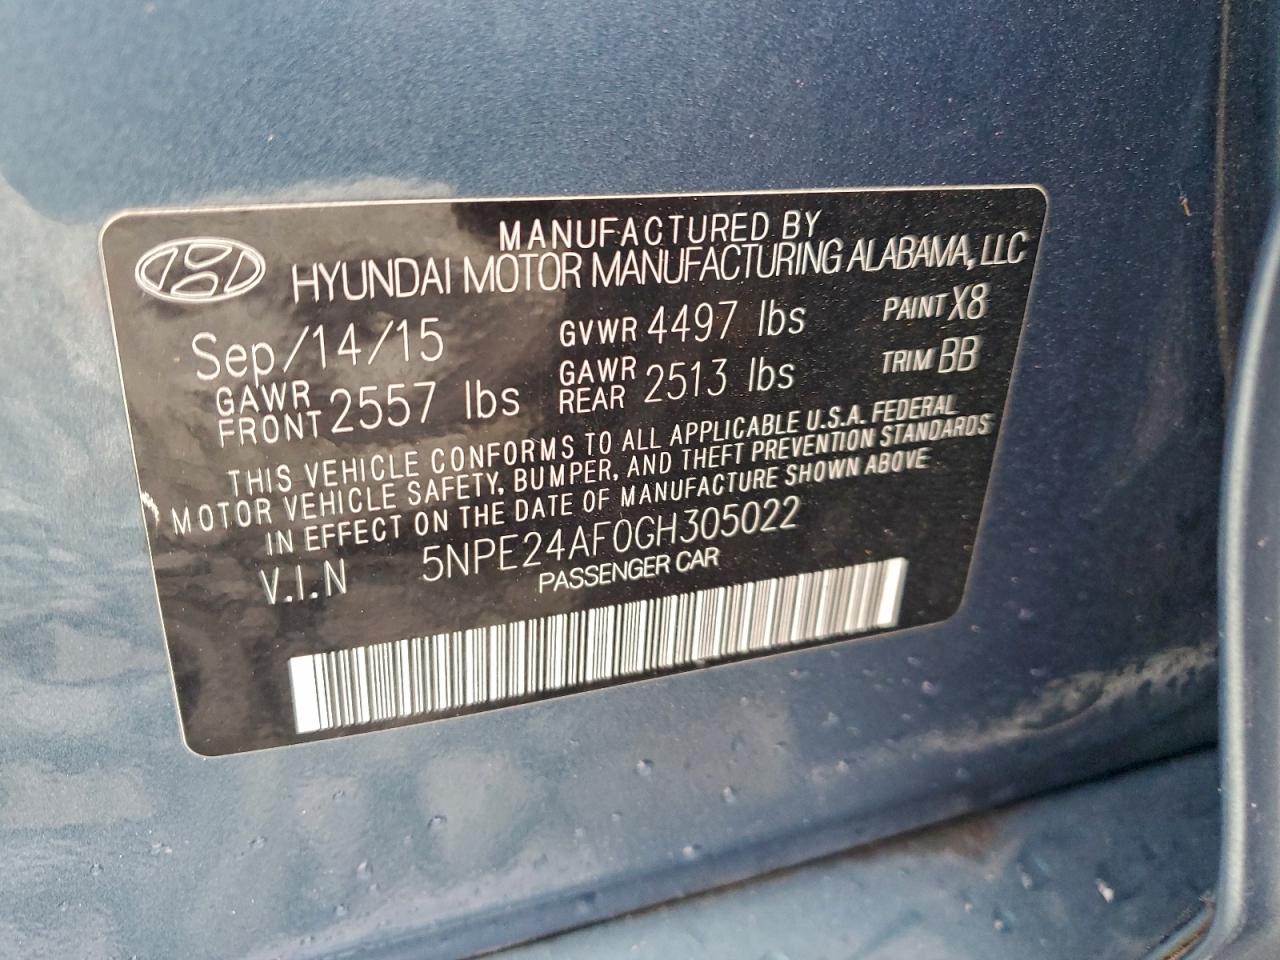 MANUFACTURED BY
HYUNDAI MOTOR MANUFACTURING ALABAMA, LLC
Sep/14/15 GVWR 4497 lbs PAINT X8
GAWR FRONT 2557 lbs GAWR REAR 2513 lbs TRIM BB
THIS VEHICLE CONFORMS TO ALL APPLICABLE U.S.A. FEDERAL
MOTOR VEHICLE SAFETY, BUMPER, AND THEFT PREVENTION STANDARDS
IN EFFECT ON THE DATE OF MANUFACTURE SHOWN ABOVE
V.I.N 5NPE24AF0GH305022
PASSENGER CAR